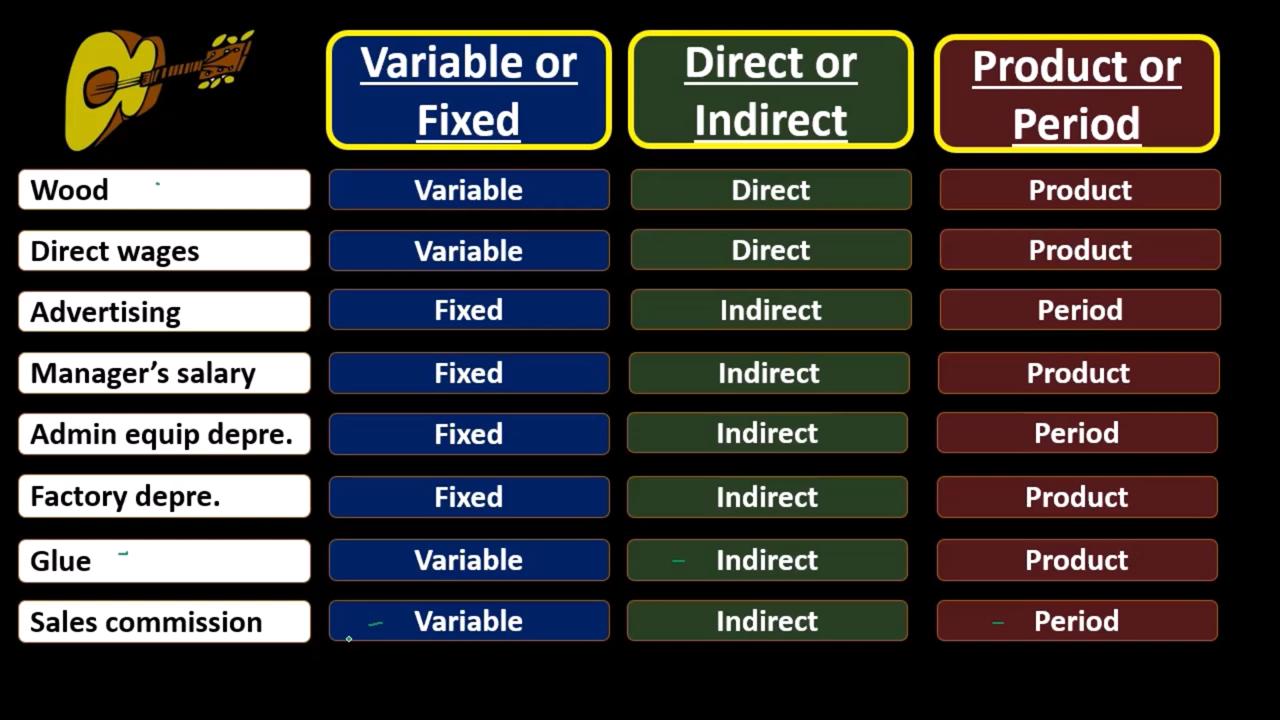 Variable or
Fixed
Direct or
Indirect
Product or
Period
Wood Variable Direct Product
Direct wages Variable Direct Product
Advertising Fixed Indirect Period
Manager’s salary Fixed Indirect Product
Admin equip depre. Fixed Indirect Period
Factory depre. Fixed Indirect Product
Glue Variable Indirect Product
Sales commission Variable Indirect Period